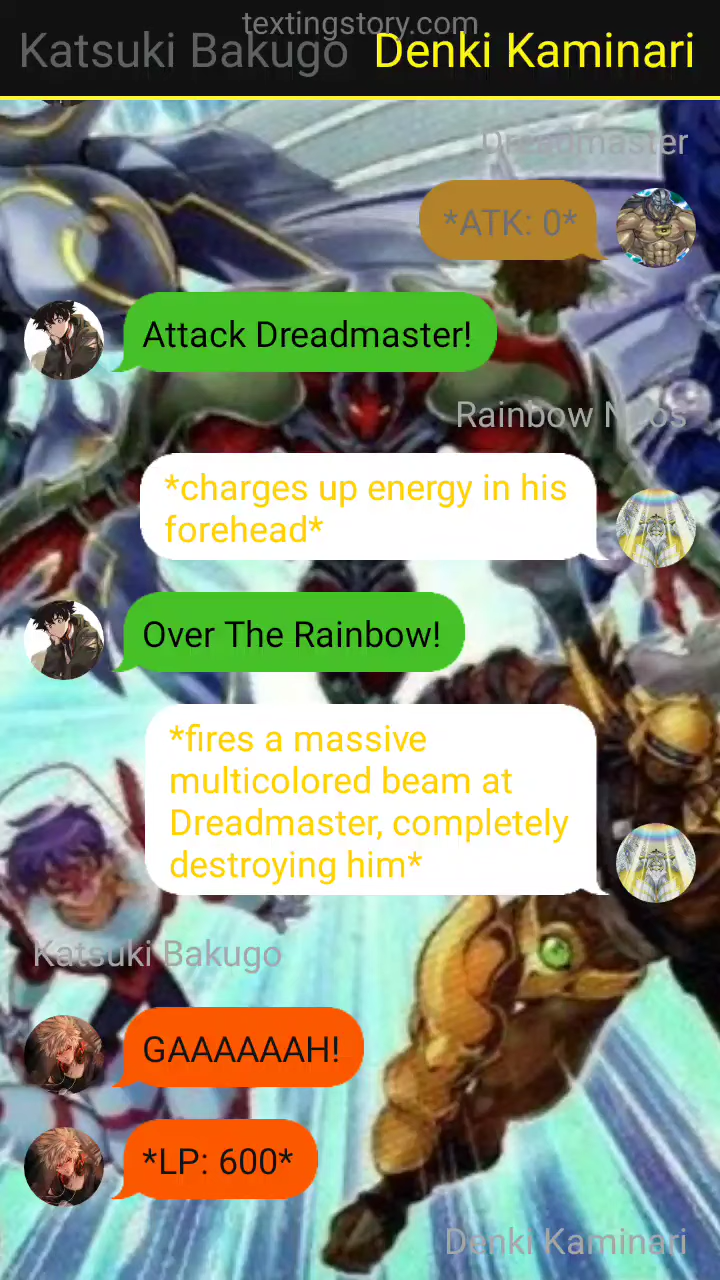 textingstory.com
Katsuki Bakugo Denki Kaminari
Dreadmaster
*ATK: 0*
Attack Dreadmaster!
Rainbow Neos
*charges up energy in his
forehead*
Over The Rainbow!
*fires a massive
multicolored beam at
Dreadmaster, completely
destroying him*
Katsuki Bakugo
GAAAAAAH!
*LP: 600*
Denki Kaminari